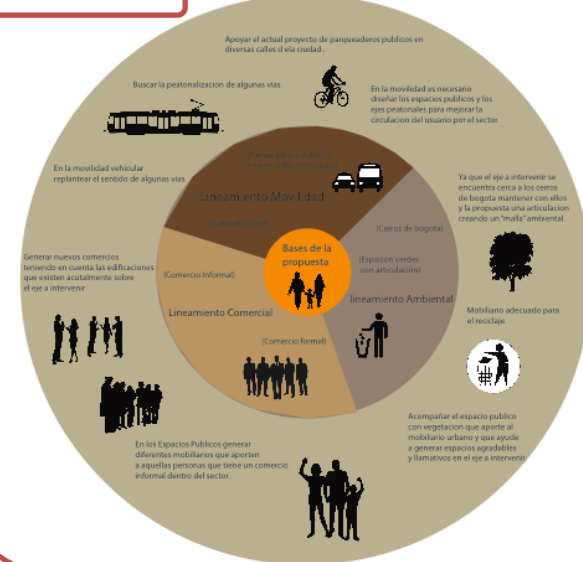 Apoyar el actual proyecto de parqueaderos publicos en
diversas calles d ela ciudad..
Buscar la peatonalizacion de algunas vias.
En la movilidad es necesario
diseñar los espacios publicos y los
ejes peatonales para mejorar la
circulacion del usuario por el sector.
En la movilidad vehicular
replantear el sentido de algunas vias.
Lineamiento Movilidad
Ya que el eje a intervenir se
encuentra cerca a los cerros
de bogota mantener con ellos
y la propuesta una articulacion
creando un "malla" ambiental.
(Cerros de bogota)
Bases de la
propuesta
(Espacion verdes
con articulación)
lineamiento Ambiental
Generar nuevos comercios
teniendo en cuenta las edificaciones
que existen acutalmente sobre
el eje a intervenir
(Comercio Informal)
Lineamiento Comercial
(Comercio formal)
Mobiliario adecuado para
el reciclaje.
Acompañar el espacio publico
con vegetacion que aporte al
mobiliario urbano y que ayude
a generar espacios agradables
y llamativos en el eje a intervenir.
En los Espacios Publicos generar
diferentes mobiliarios que aporten
a aquellas personas que tiene un comercio
informal dentro del sector.